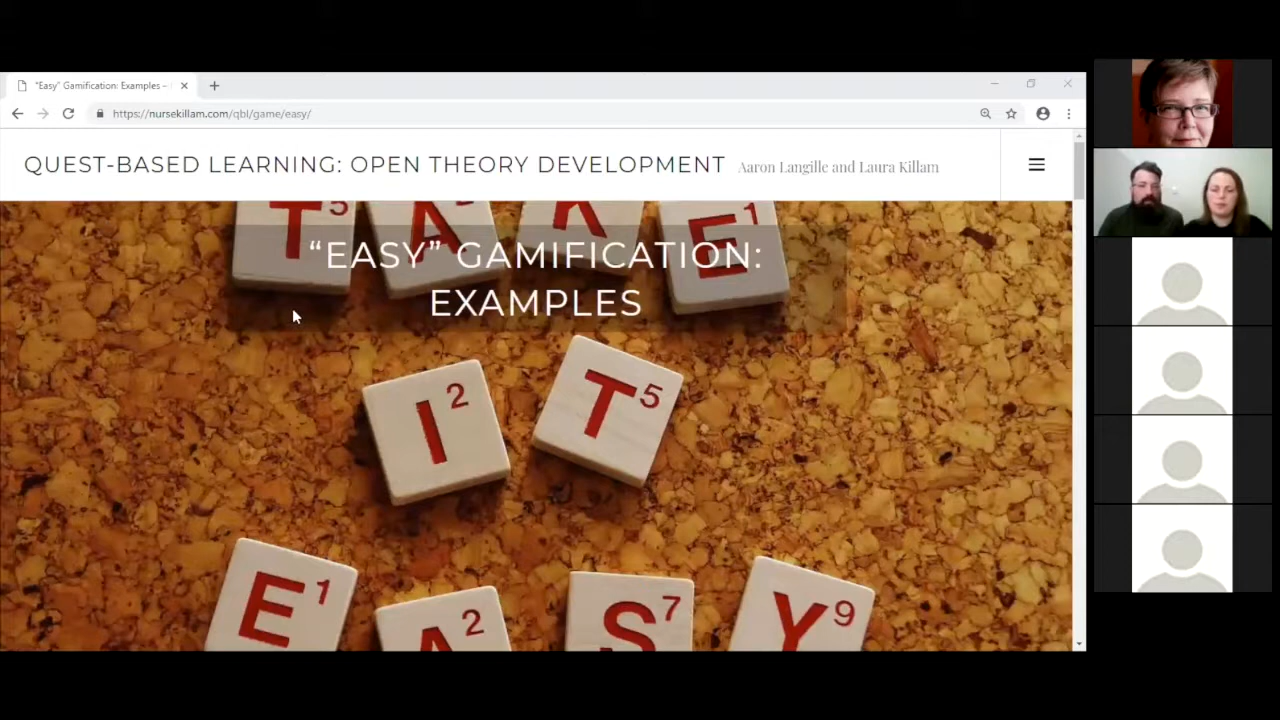 "Easy" Gamification: Examples –
https://nursekillam.com/qbl/game/easy/
QUEST-BASED LEARNING: OPEN THEORY DEVELOPMENT Aaron Langille and Laura Killam
T5 A K E1
“EASY” GAMIFICATION:
EXAMPLES
I2 T5
E1 A2 S7 Y9